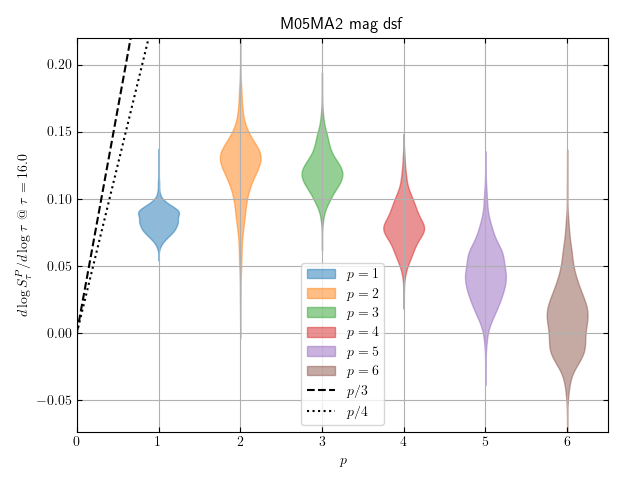 M05MA2 mag dsf
d log S_τ^P / d log τ @ τ = 16.0
0.20
0.15
0.10
0.05
0.00
−0.05
p = 1
p = 2
p = 3
p = 4
p = 5
p = 6
p/3
p/4
0 1 2 3 4 5 6
p